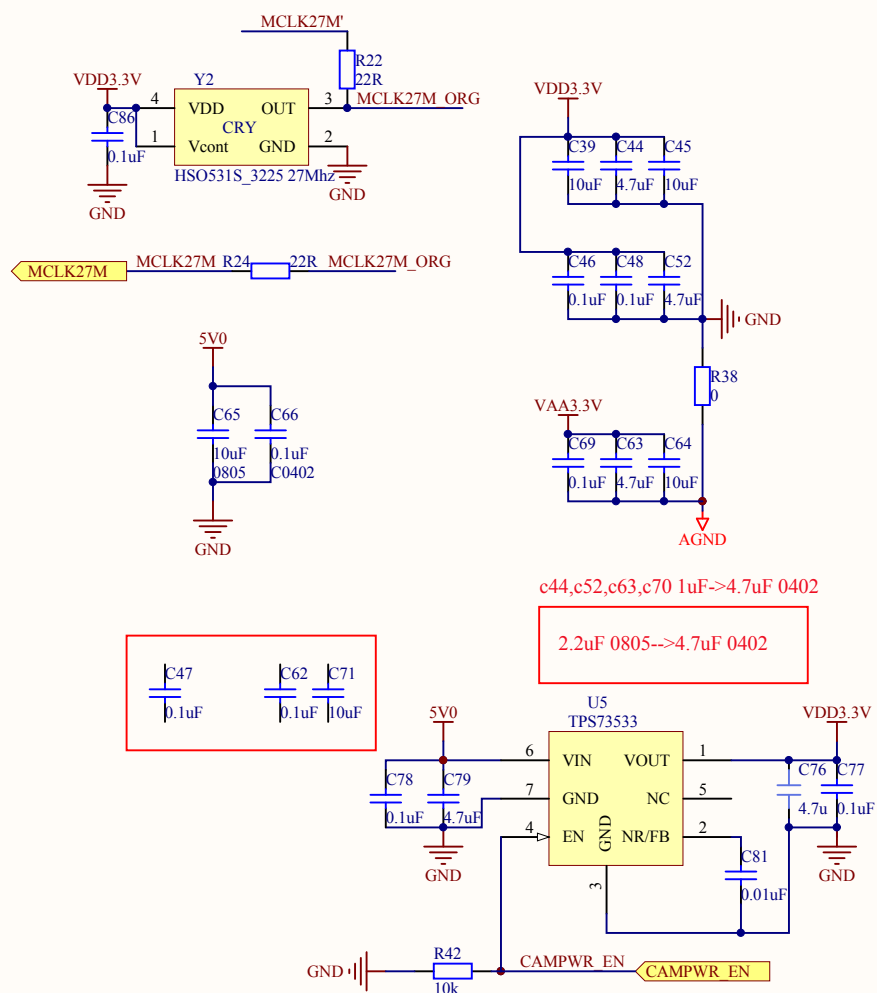 MCLK27M'
R22
22R
VDD3.3V
Y2
4
VDD
OUT
3
MCLK27M_ORG
C86
CRY
0.1uF
1
Vcont
GND
2
HSO531S_3225 27Mhz
GND
GND
MCLK27M
MCLK27M
R24
22R
MCLK27M_ORG
VDD3.3V
C39
C44
C45
10uF
4.7uF
10uF
C46
C48
C52
0.1uF
0.1uF
4.7uF
GND
R38
0
5V0
C65
C66
10uF
0.1uF
0805
C0402
GND
VAA3.3V
C69
C63
C64
0.1uF
4.7uF
10uF
AGND
c44,c52,c63,c70 1uF->4.7uF 0402
2.2uF 0805-->4.7uF 0402
C47
C62
C71
0.1uF
0.1uF
10uF
U5
TPS73533
5V0
VDD3.3V
6
VIN
VOUT
1
C78
C79
7
GND
NC
5
C76
C77
0.1uF
4.7uF
4.7u
0.1uF
4
EN
GND
NR/FB
2
GND
GND
3
C81
0.01uF
GND
R42
10k
CAMPWR_EN
CAMPWR_EN